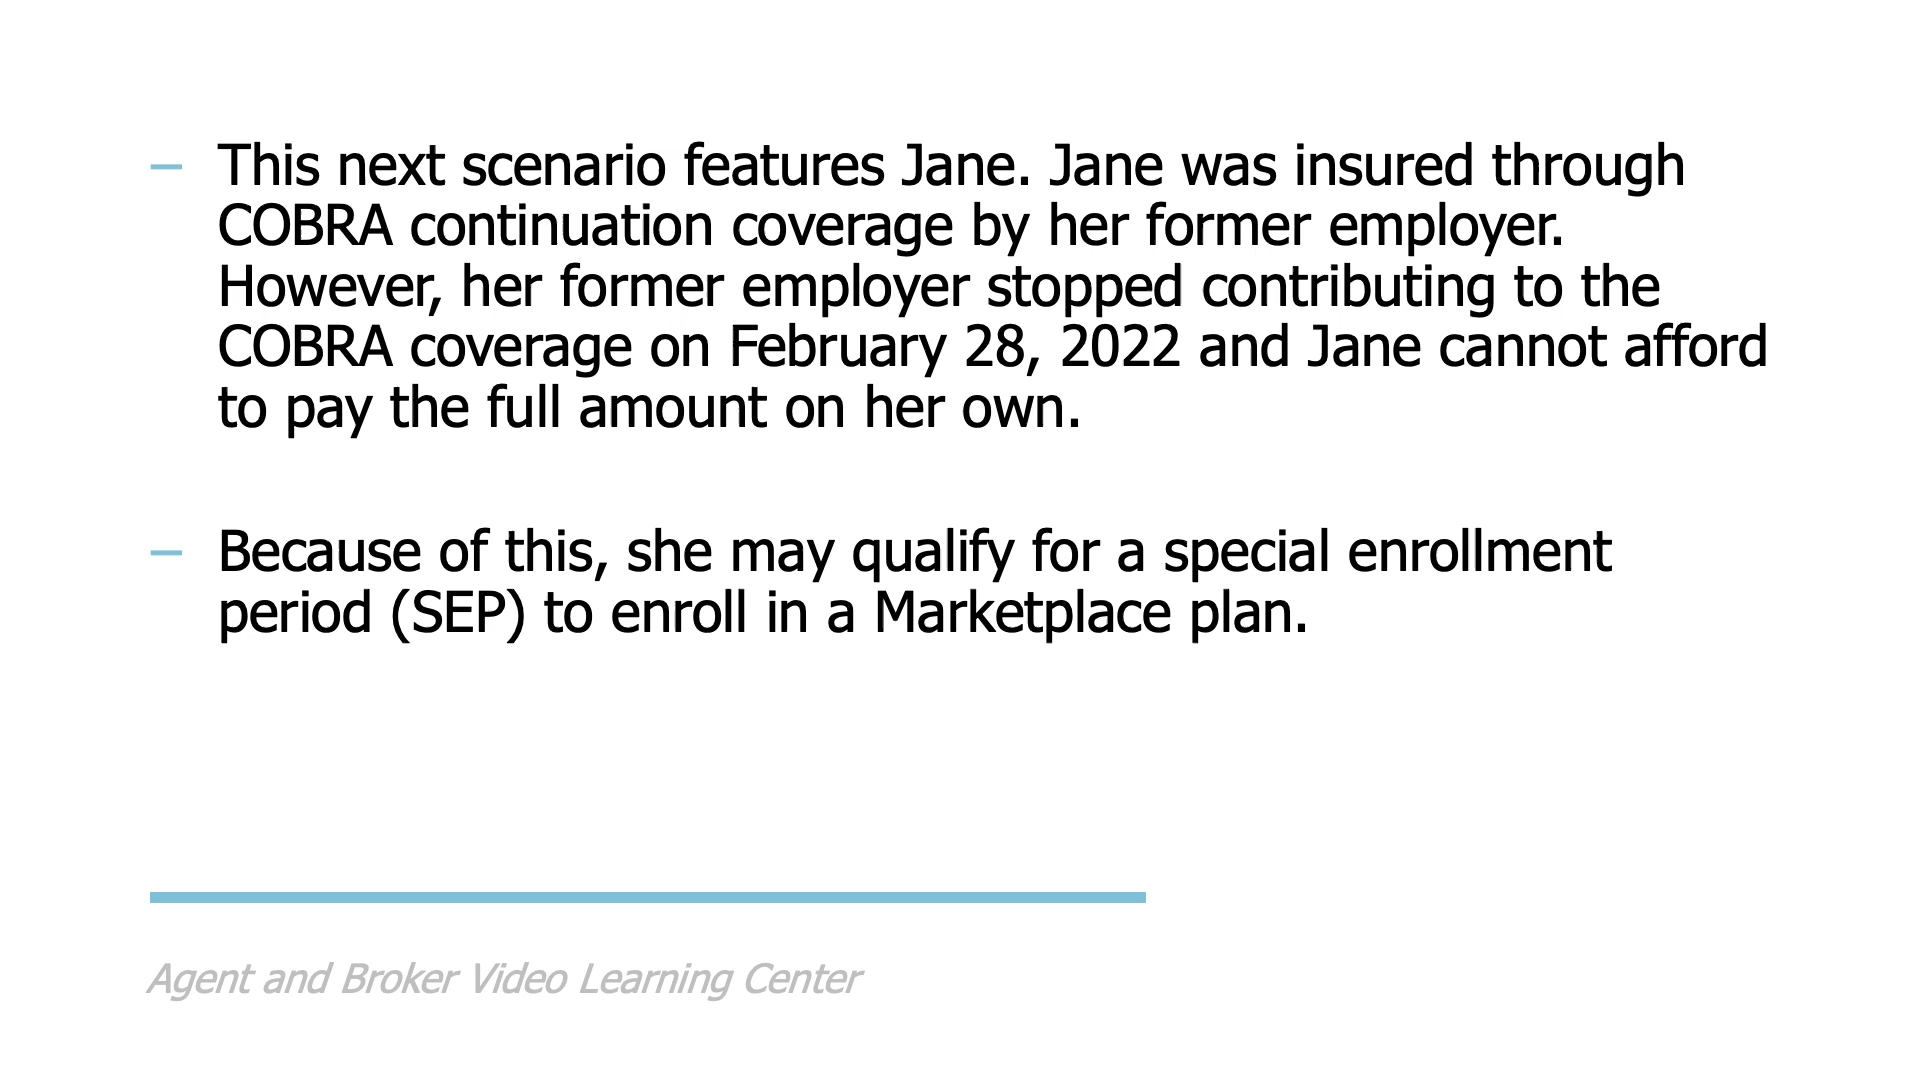 – This next scenario features Jane. Jane was insured through
COBRA continuation coverage by her former employer.
However, her former employer stopped contributing to the
COBRA coverage on February 28, 2022 and Jane cannot afford
to pay the full amount on her own.
– Because of this, she may qualify for a special enrollment
period (SEP) to enroll in a Marketplace plan.
Agent and Broker Video Learning Center